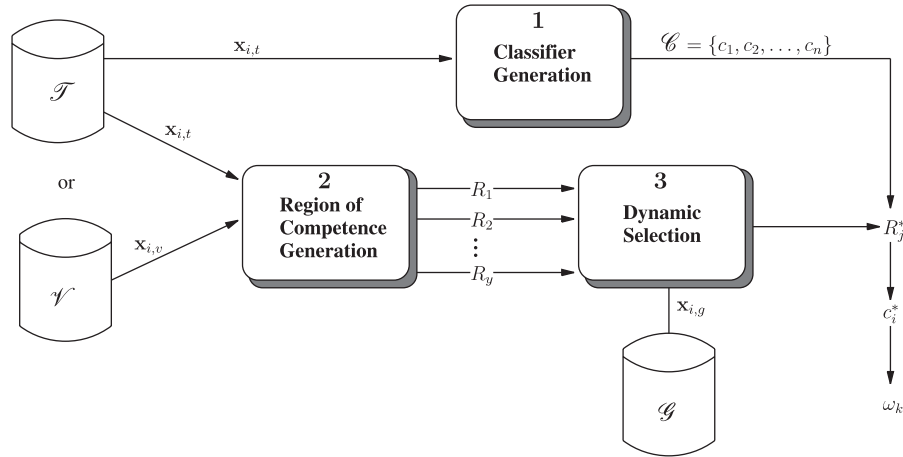 1
Classifier
Generation
𝒯
x_{i,t}
𝒞 = {c_1, c_2, . . . , c_n}
x_{i,t}
or
2
Region of
Competence
Generation
R_1
R_2
⋮
R_y
3
Dynamic
Selection
R_j^*
x_{i,v}
𝒱
x_{i,g}
c_i^*
𝒢
ω_k